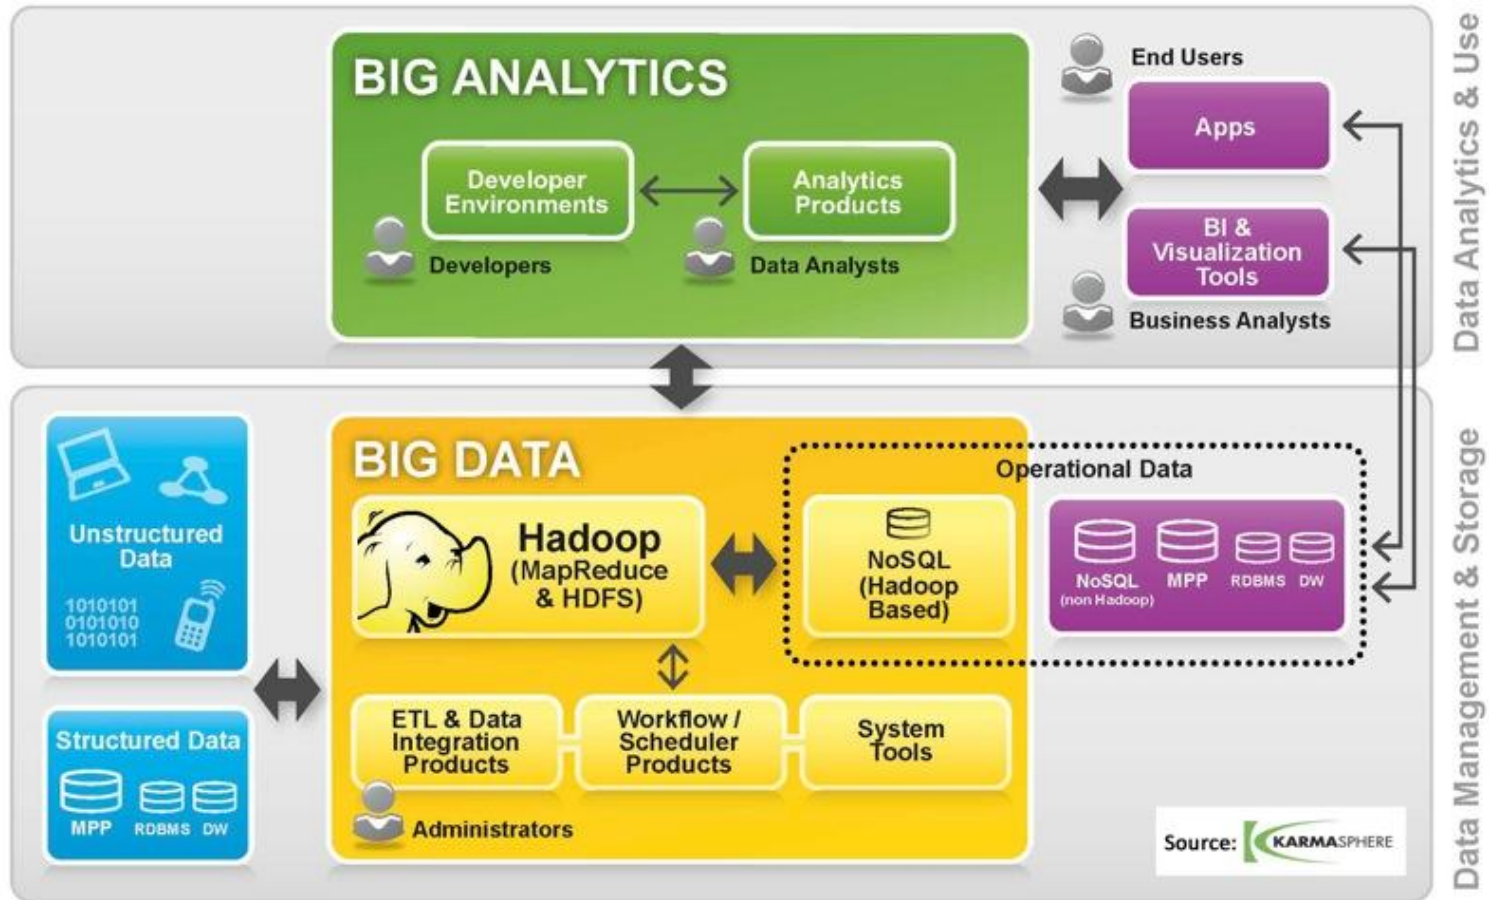 BIG ANALYTICS
Developer
Environments
Analytics
Products
Developers
Data Analysts
End Users
Apps
BI &
Visualization
Tools
Business Analysts
Data Analytics & Use
Unstructured
Data
1010101
0101010
1010101
Structured Data
MPP
RDBMS
DW
BIG DATA
Hadoop
(MapReduce
& HDFS)
Operational Data
NoSQL
(Hadoop
Based)
NoSQL
(non Hadoop)
MPP
RDBMS
DW
ETL & Data
Integration
Products
Workflow /
Scheduler
Products
System
Tools
Administrators
Source: KARMASPHERE
Data Management & Storage